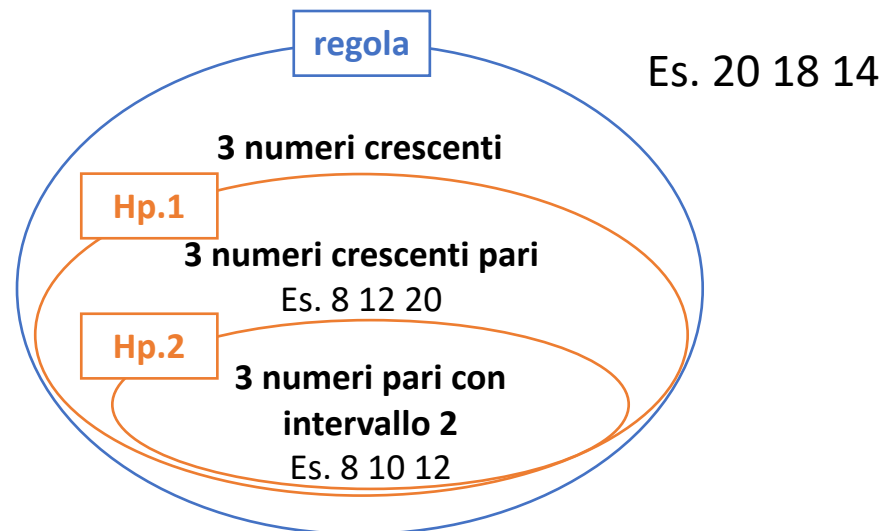 regola
Es. 20 18 14
3 numeri crescenti
Hp.1
3 numeri crescenti pari
Es. 8 12 20
Hp.2
3 numeri pari con
intervallo 2
Es. 8 10 12